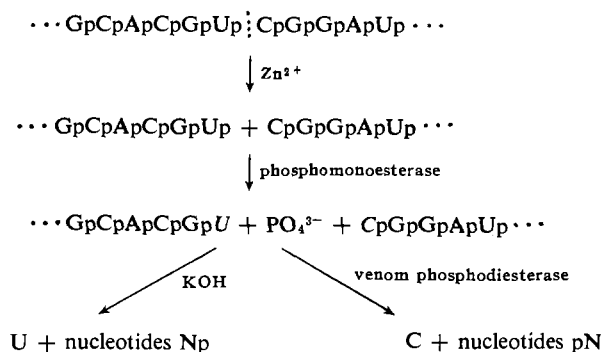 ··· GpCpApCpGpUp ⋮ CpGpGpApUp ···
Zn²⁺
··· GpCpApCpGpUp + CpGpGpApUp ···
phosphomonoesterase
··· GpCpApCpGpU + PO₄³⁻ + CpGpGpApUp ···
KOH
venom phosphodiesterase
U + nucleotides Np
C + nucleotides pN